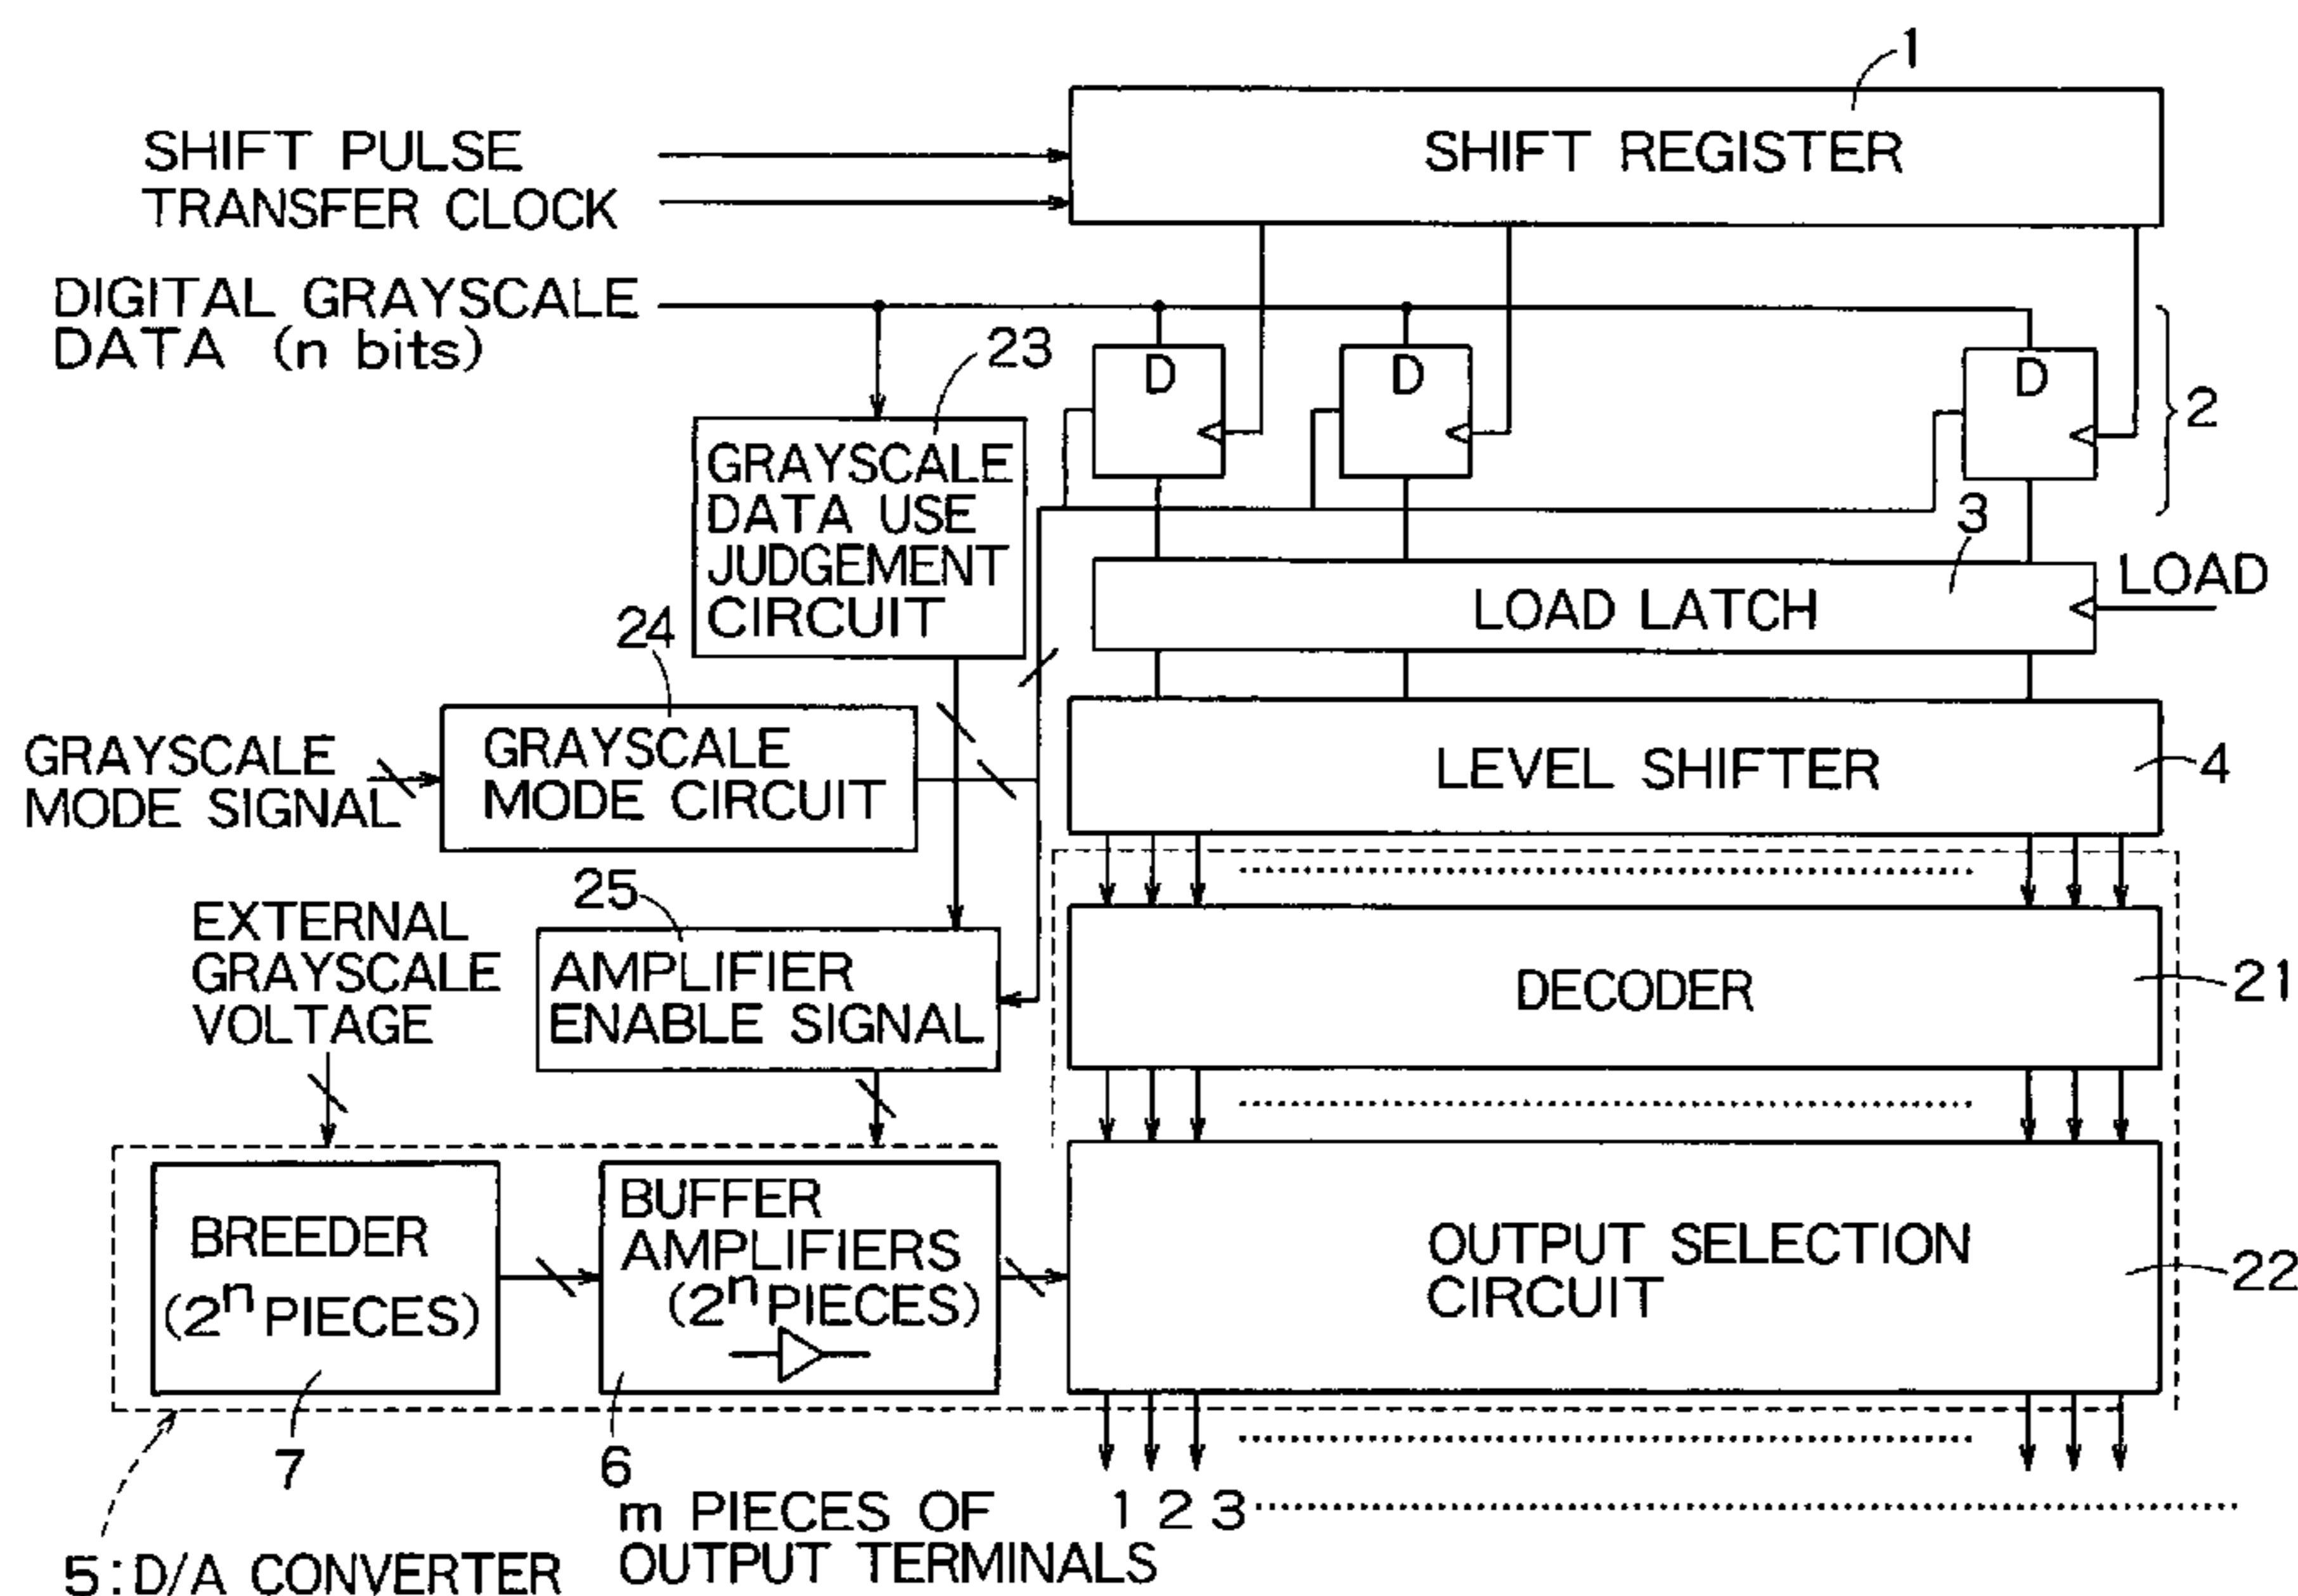 1
SHIFT PULSE
TRANSFER CLOCK
SHIFT REGISTER
DIGITAL GRAYSCALE
DATA (n bits)
23
D
D
D
2
GRAYSCALE
DATA USE
JUDGEMENT
CIRCUIT
3
LOAD
LOAD LATCH
24
GRAYSCALE
MODE SIGNAL
GRAYSCALE
MODE CIRCUIT
LEVEL SHIFTER
4
25
EXTERNAL
GRAYSCALE
VOLTAGE
AMPLIFIER
ENABLE SIGNAL
DECODER
21
BREEDER
(2ⁿ PIECES)
BUFFER
AMPLIFIERS
(2ⁿ PIECES)
OUTPUT SELECTION
CIRCUIT
22
7
6
m PIECES OF
OUTPUT TERMINALS
1 2 3
5:D/A CONVERTER